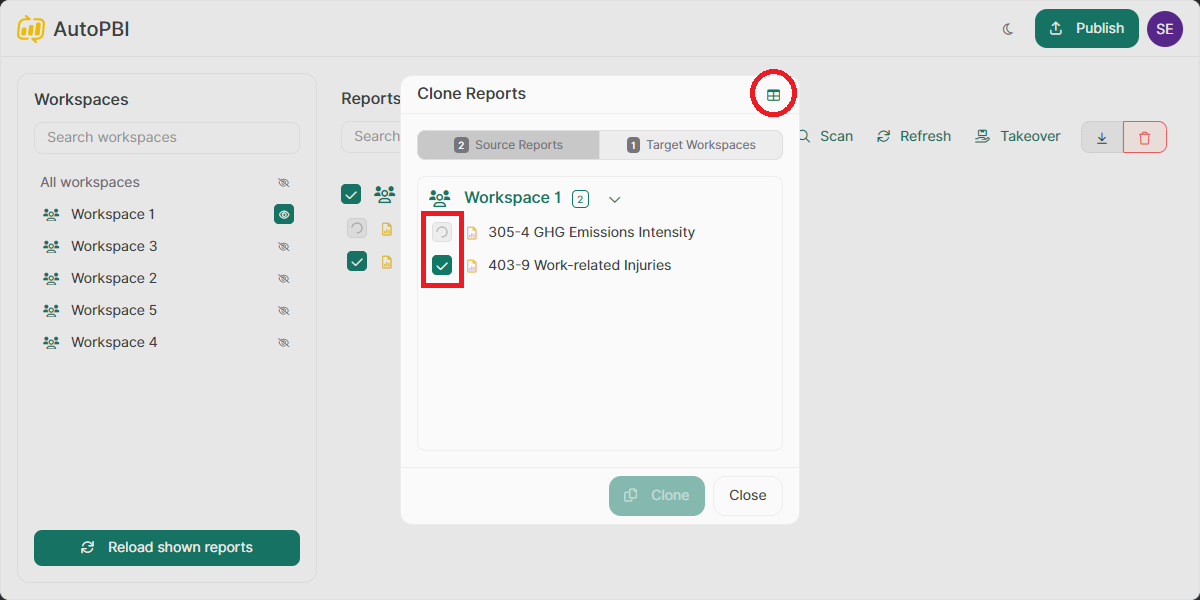 AutoPBI
Publish
SE
Workspaces
Search workspaces
All workspaces
Workspace 1
Workspace 3
Workspace 2
Workspace 5
Workspace 4
Reload shown reports
Reports
Search
Scan
Refresh
Takeover
Clone Reports
2 Source Reports
1 Target Workspaces
Workspace 1 2
305-4 GHG Emissions Intensity
403-9 Work-related Injuries
Clone
Close